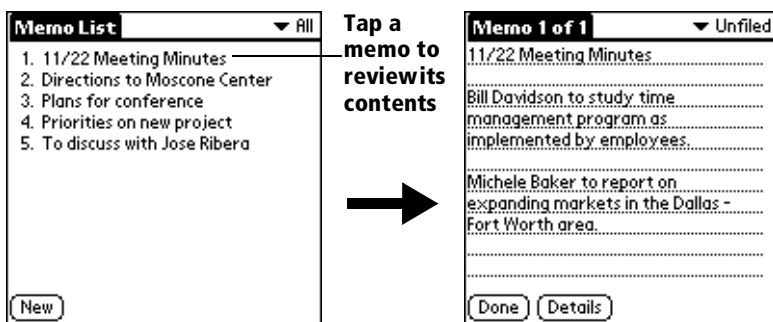 Memo List
All
1. 11/22 Meeting Minutes
2. Directions to Moscone Center
3. Plans for conference
4. Priorities on new project
5. To discuss with Jose Ribera
New
Tap a
memo to
reviewits
contents
Memo 1 of 1
Unfiled
11/22 Meeting Minutes
Bill Davidson to study time
management program as
implemented by employees.
Michele Baker to report on
expanding markets in the Dallas -
Fort Worth area.
Done
Details